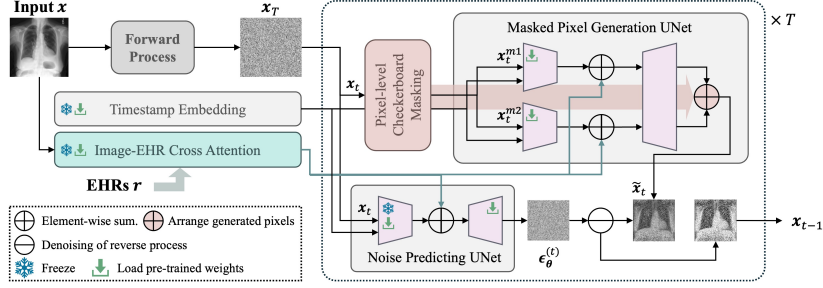 Input x
x_T
Forward
Process
Masked Pixel Generation UNet
× T
x_t
Pixel-level
Checkerboard
Masking
x_t^{m1}
x_t^{m2}
Timestamp Embedding
Image-EHR Cross Attention
EHRs r
x_t
x̃_t
x_{t−1}
ϵ_θ^{(t)}
Noise Predicting UNet
Element-wise sum.
Arrange generated pixels
Denoising of reverse process
Freeze
Load pre-trained weights